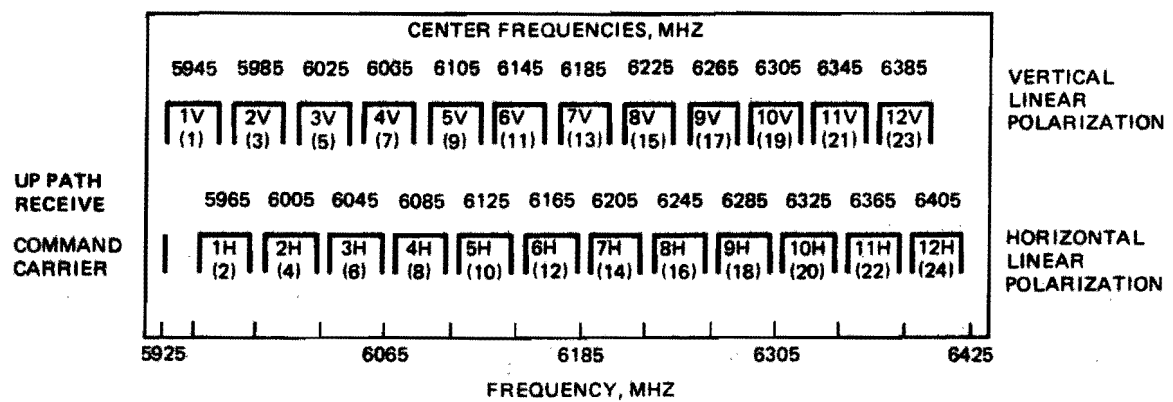 CENTER FREQUENCIES, MHZ
5945 5985 6025 6065 6105 6145 6185 6225 6265 6305 6345 6385
VERTICAL
LINEAR
POLARIZATION
1V 2V 3V 4V 5V 6V 7V 8V 9V 10V 11V 12V
(1) (3) (5) (7) (9) (11) (13) (15) (17) (19) (21) (23)
UP PATH
RECEIVE
5965 6005 6045 6085 6125 6165 6205 6245 6285 6325 6365 6405
COMMAND
CARRIER
1H 2H 3H 4H 5H 6H 7H 8H 9H 10H 11H 12H
(2) (4) (6) (8) (10) (12) (14) (16) (18) (20) (22) (24)
HORIZONTAL
LINEAR
POLARIZATION
5925 6065 6185 6305 6425
FREQUENCY, MHZ